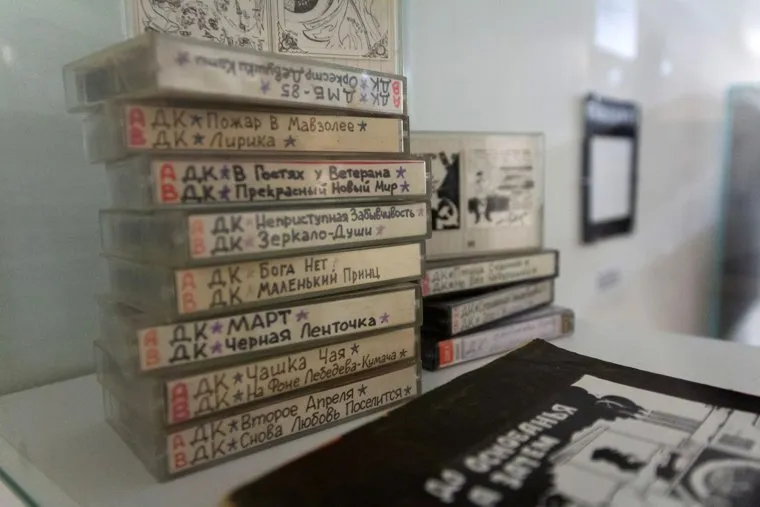 А ДК * ДМБ-85
В ДК * Оркестр Девушки Кати *
А ДК * Пожар В Мавзолее *
В ДК * Лирика *
А ДК * В Гостях у Ветерана
В ДК * Прекрасный Новый Мир *
А ДК * Неприступная Забывчивость
В ДК * Зеркало-Души *
А ДК * Бога Нет
В ДК * Маленький Принц
А ДК * МАРТ *
В ДК * Черная Ленточка *
А ДК * Чашка Чая *
В ДК * На Фоне Лебедева-Кумача *
А ДК * Второе Апреля *
В ДК * Снова Любовь Поселится *
ДО ОСНОВАНЬЯ
А ЗАТЕМ